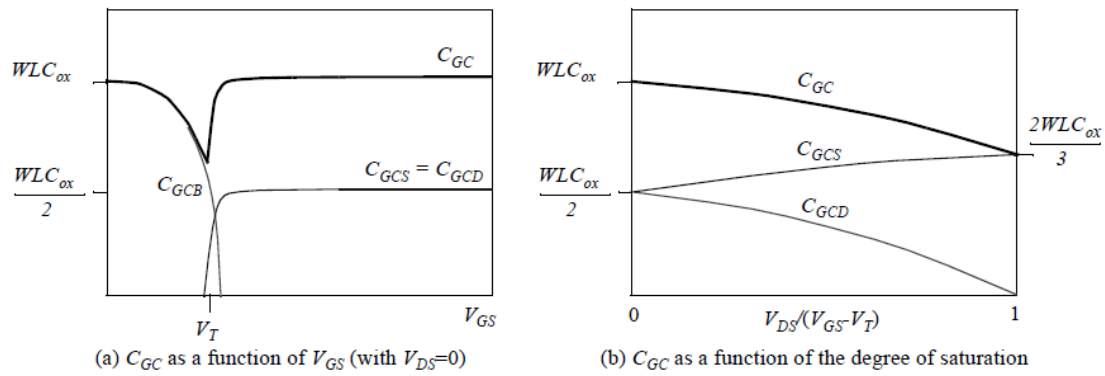 C_GC
WLC_ox
C_GCB
C_GCS = C_GCD
WLC_ox
2
V_T
V_GS
(a) C_GC as a function of V_GS (with V_DS=0)
WLC_ox
C_GC
2WLC_ox
3
C_GCS
WLC_ox
2
C_GCD
0
V_DS/(V_GS-V_T)
1
(b) C_GC as a function of the degree of saturation